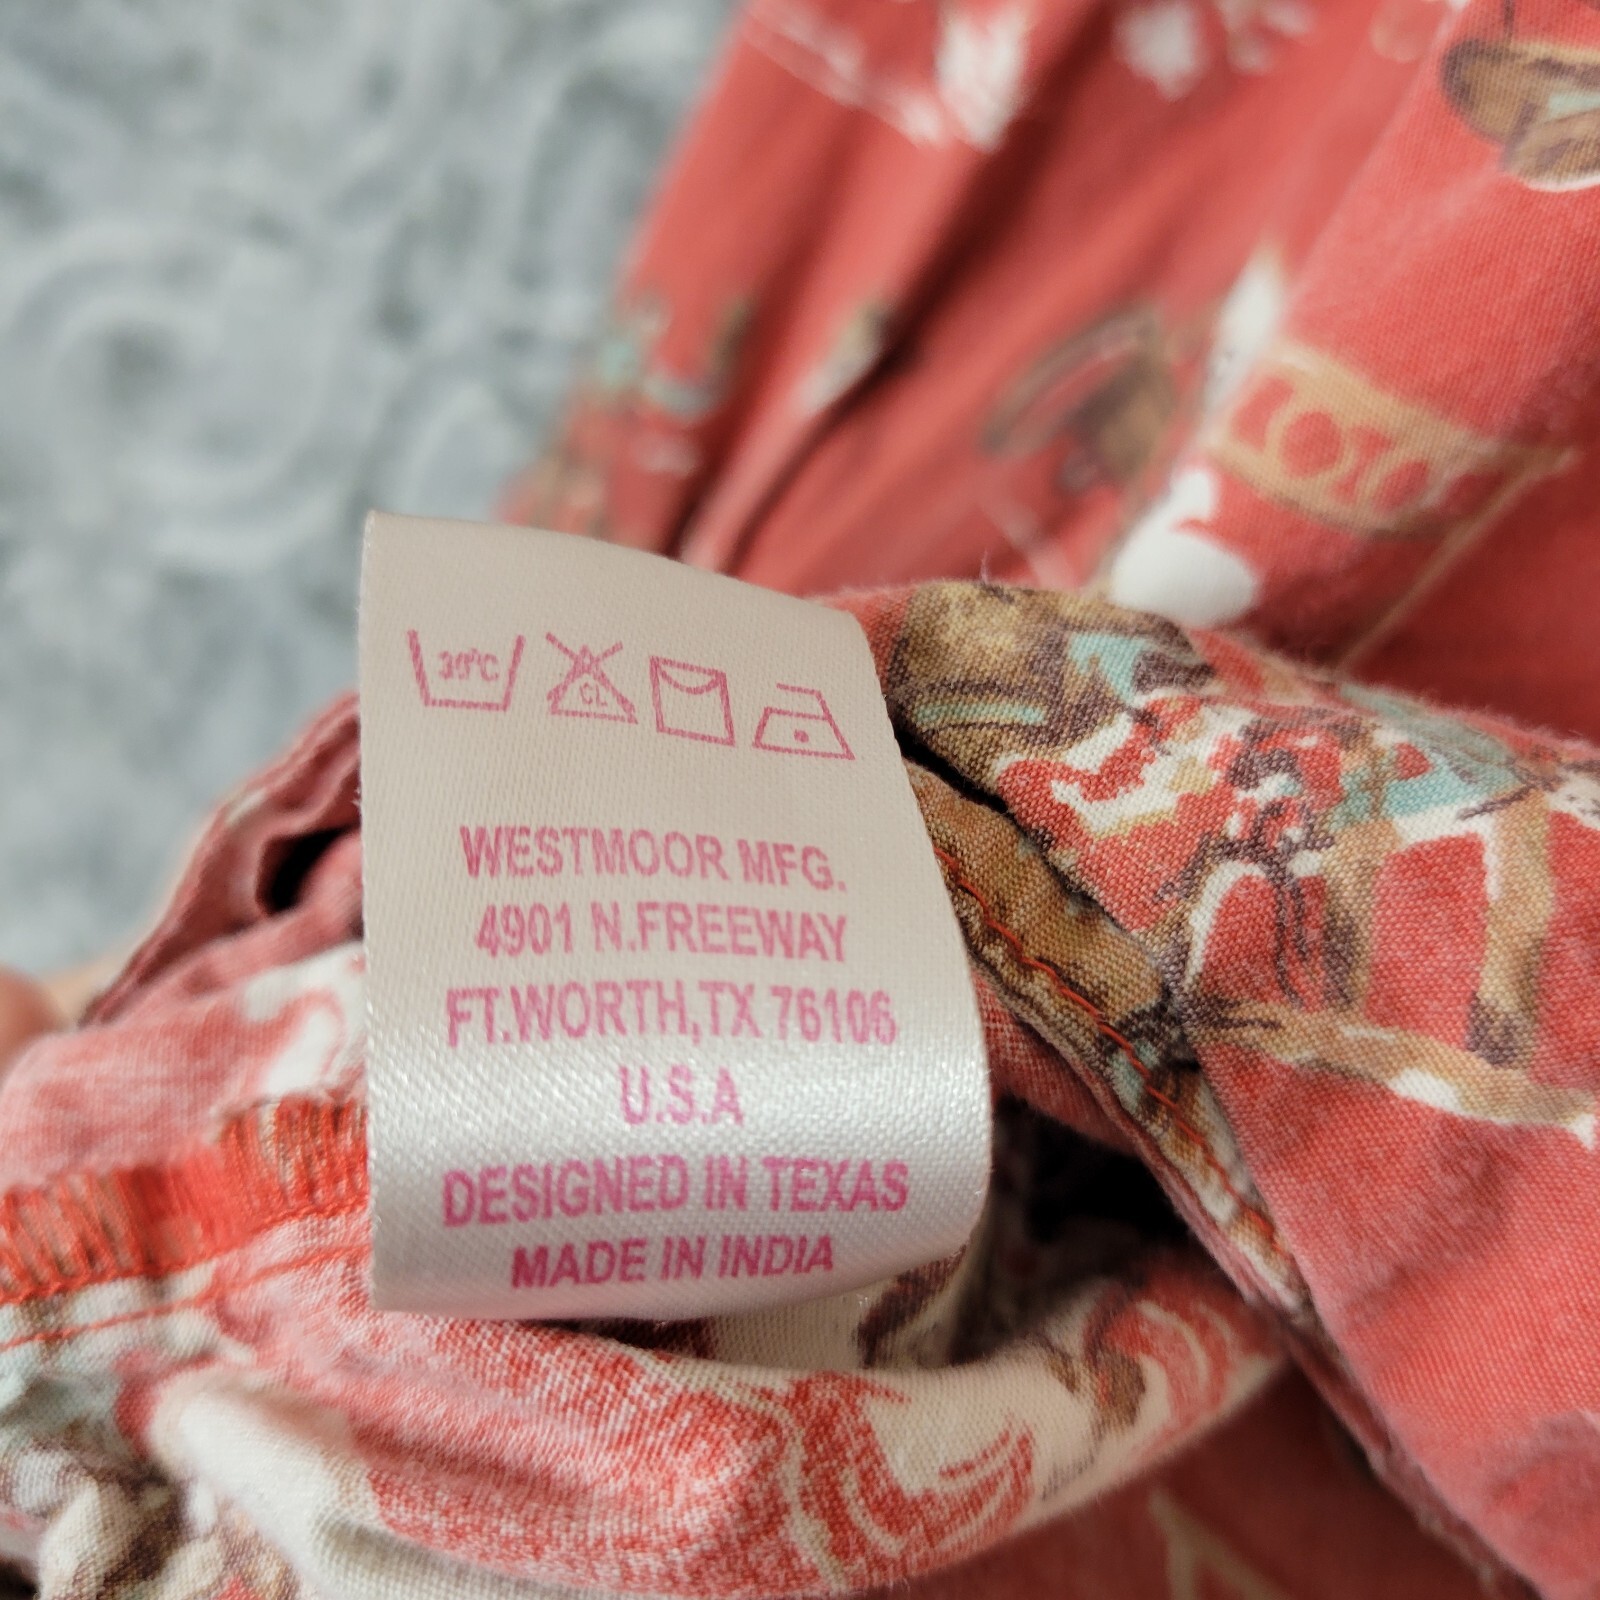 30°C CL
WESTMOOR MFG.
4901 N.FREEWAY
FT.WORTH,TX 76106
U.S.A
DESIGNED IN TEXAS
MADE IN INDIA